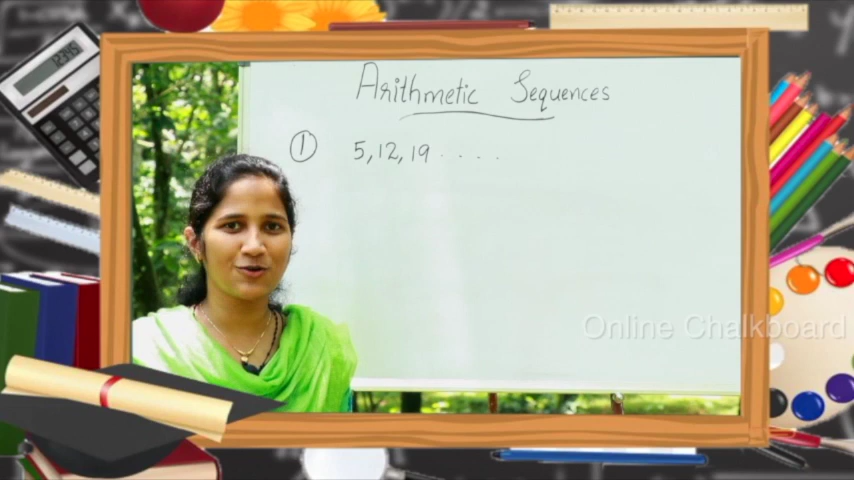 Arithmetic Sequences
① 5, 12, 19 . . . .
Online Chalkboard